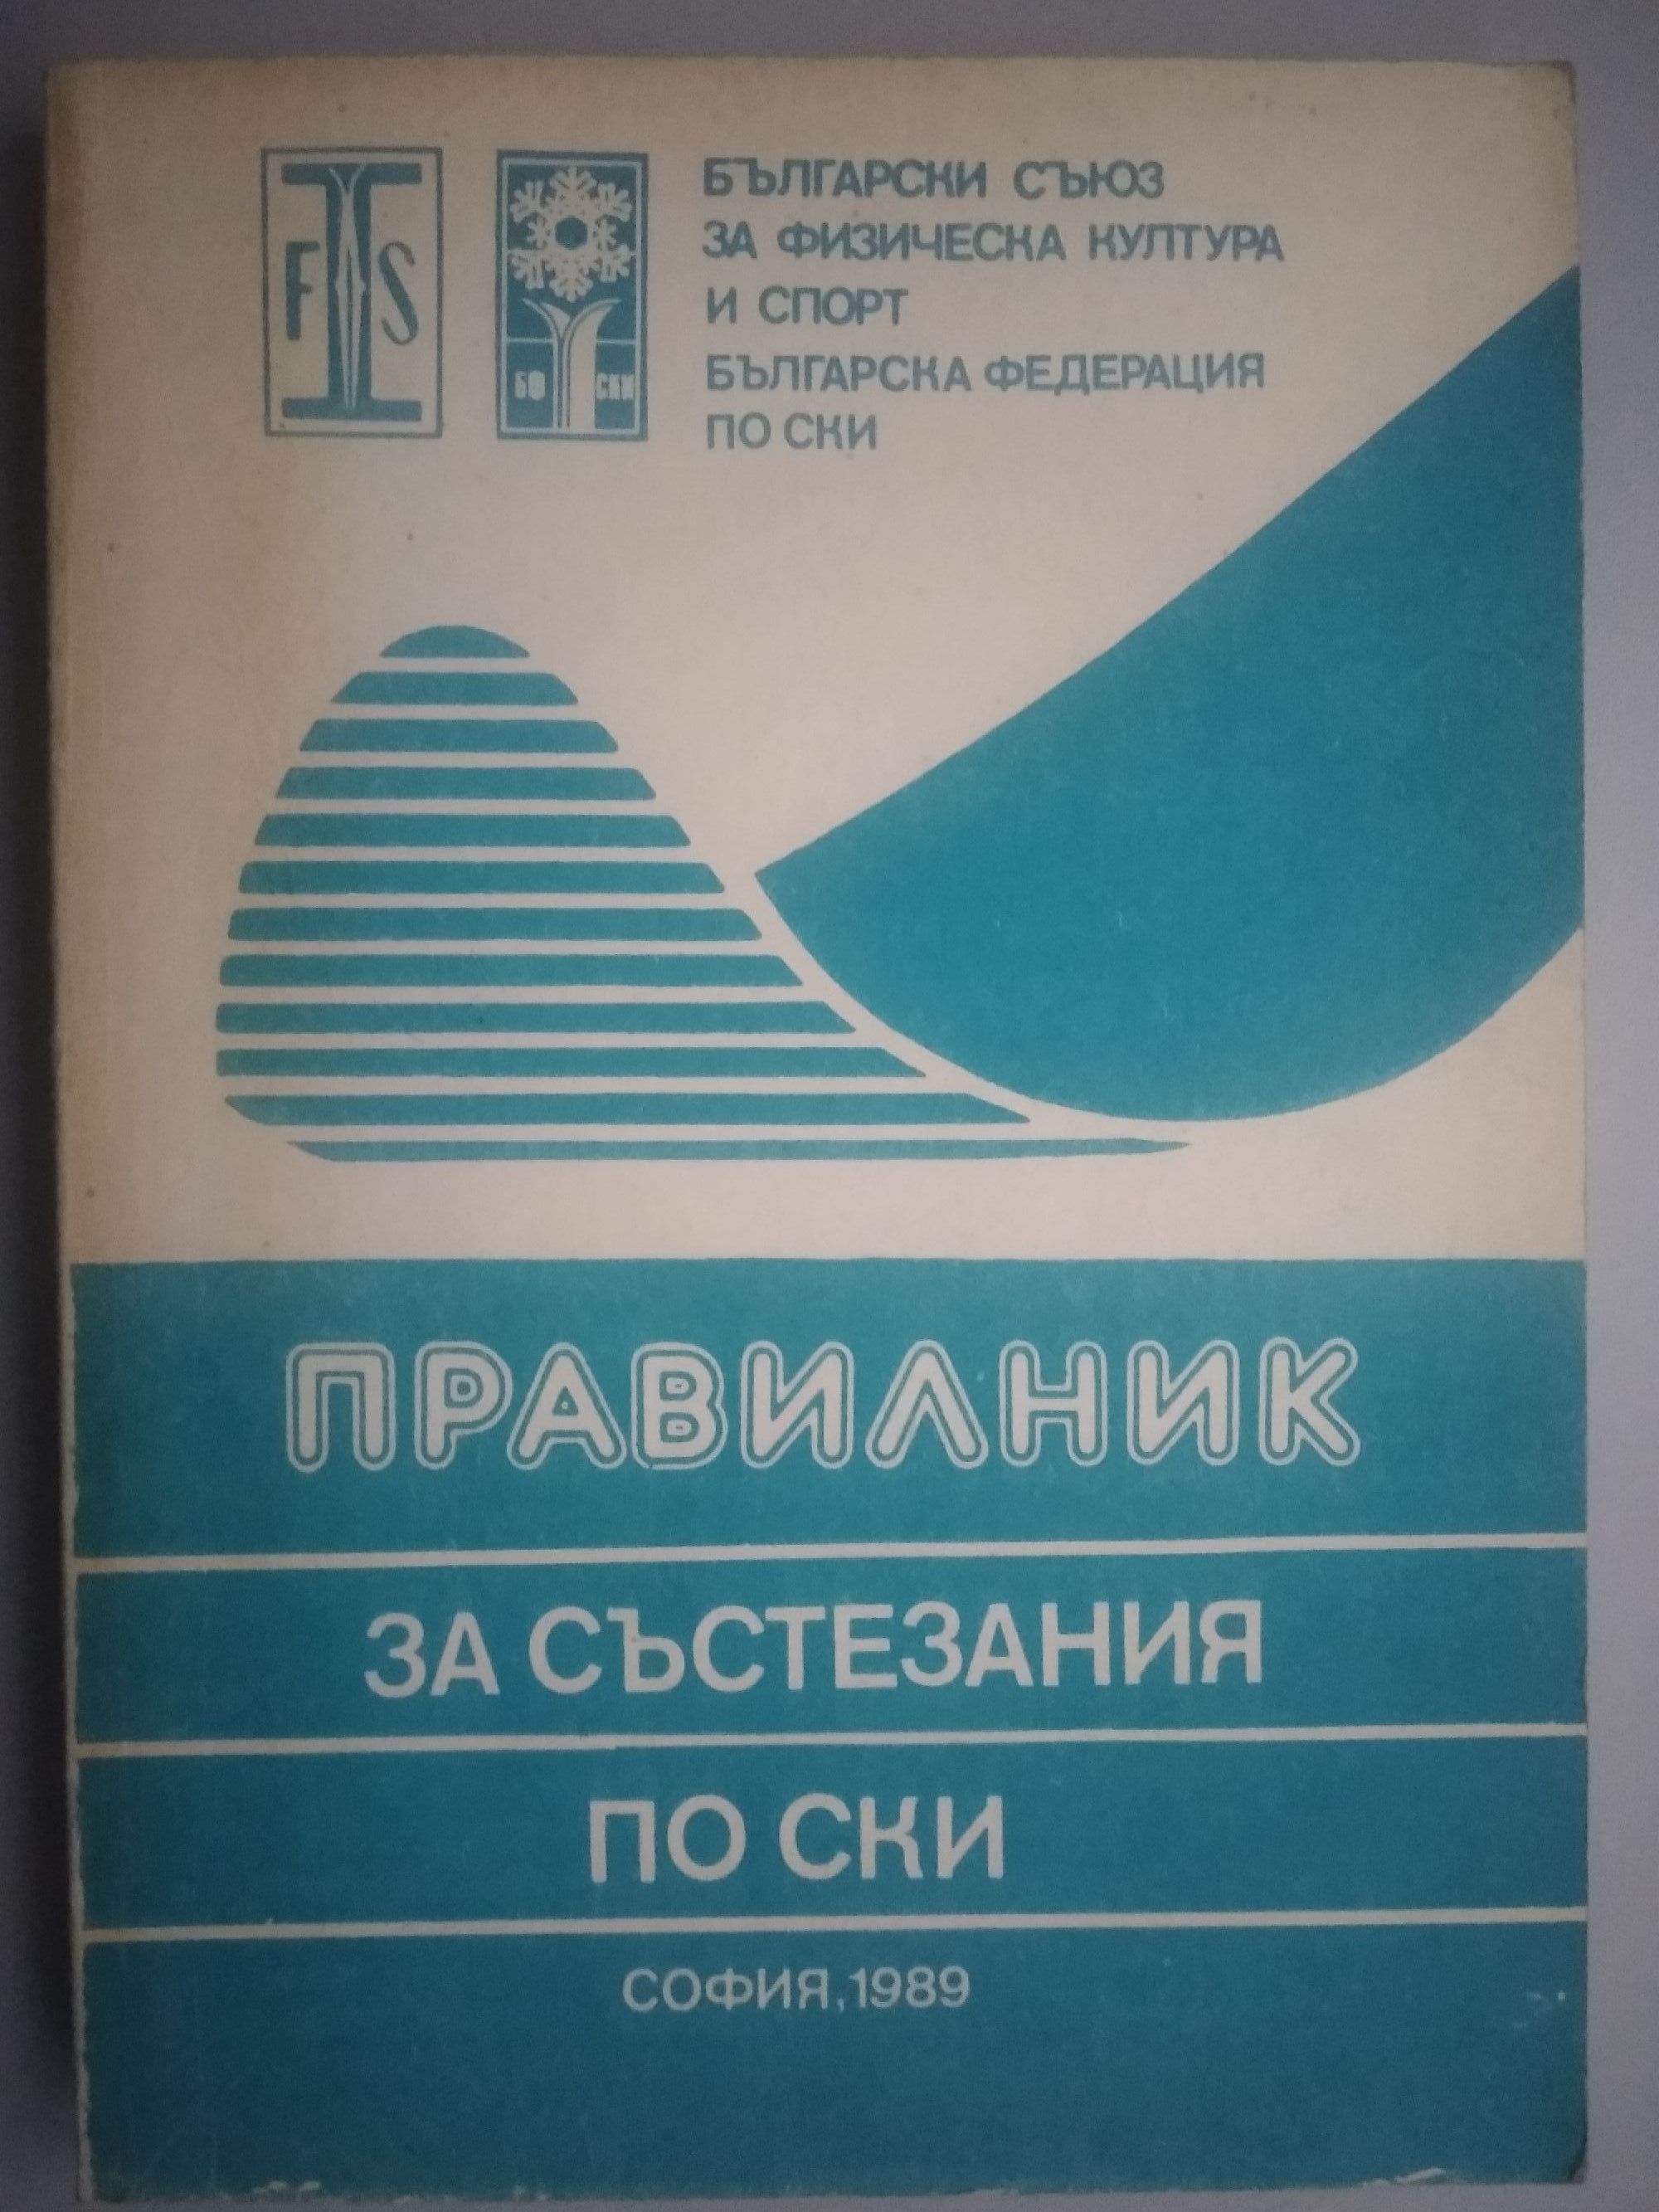 FIS
БФ СКИ
БЪЛГАРСКИ СЪЮЗ
ЗА ФИЗИЧЕСКА КУЛТУРА
И СПОРТ
БЪЛГАРСКА ФЕДЕРАЦИЯ
ПО СКИ
ПРАВИЛНИК
ЗА СЪСТЕЗАНИЯ
ПО СКИ
СОФИЯ, 1989